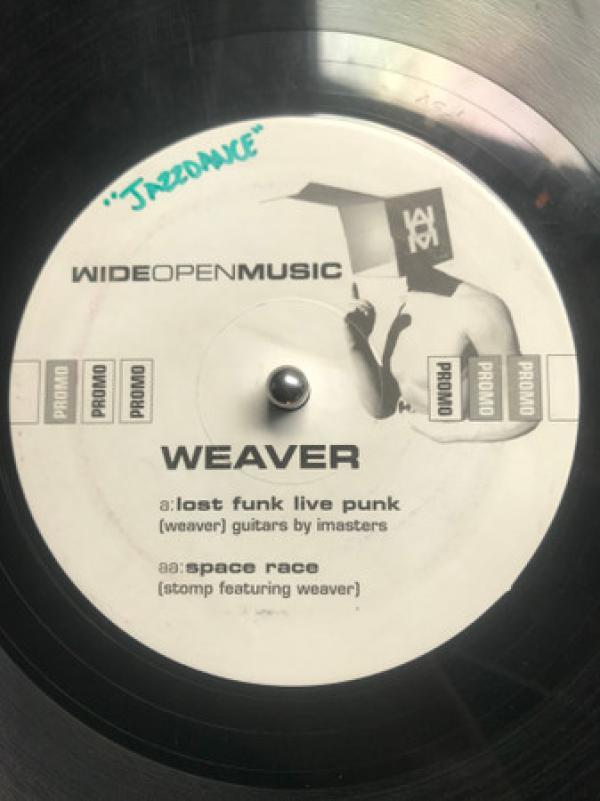 "JAZZDANCE"
WOM
WIDEOPENMUSIC
PROMO PROMO PROMO
PROMO PROMO PROMO
WEAVER
a:lost funk live punk
(weaver) guitars by imasters
aa:space race
(stomp featuring weaver)